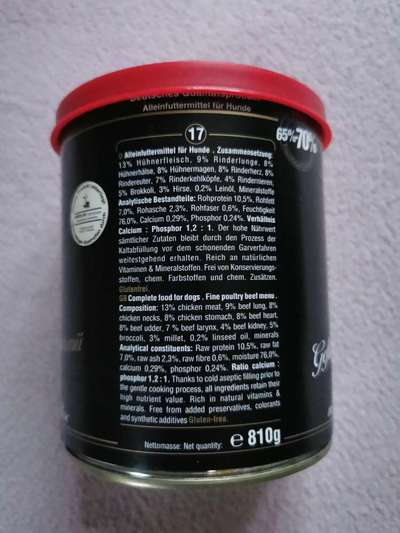 Deutsches Qualitätsprodukt
Alleinfuttermittel für Hunde
17
65% - 70%
D Alleinfuttermittel für Hunde . Zusammensetzung:
13% Hühnerfleisch, 9% Rinderlunge, 8%
Hühnerhälse, 8% Hühnermagen, 8% Rinderherz, 8%
Rindereuter, 7% Rinderkehlköpfe, 4% Rindernieren,
5% Brokkoli, 3% Hirse, 0,2% Leinöl, Mineralstoffe
Analytische Bestandteile: Rohprotein 10,5%, Rohfett
7,0%, Rohasche 2,3%, Rohfaser 0,6%, Feuchtigkeit
76,0%, Calcium 0,29%, Phosphor 0,24%. Verhältnis
Calcium : Phosphor 1,2 : 1. Der hohe Nährwert
sämtlicher Zutaten bleibt durch den Prozess der
Kaltabfüllung vor dem schonenden Garverfahren
weitestgehend erhalten. Reich an natürlichen
Vitaminen & Mineralstoffen. Frei von Konservierungs-
stoffen, chem. Farbstoffen und chem. Zusätzen.
Glutenfrei.
GB Complete food for dogs . Fine poultry beef menu .
Composition: 13% chicken meat, 9% beef lung, 8%
chicken necks, 8% chicken stomach, 8% beef heart,
8% beef udder, 7 % beef larynx, 4% beef kidney, 5%
broccoli, 3% millet, 0,2% linseed oil, minerals
Analytical constituents: Raw protein 10,5%, raw fat
7,0%, raw ash 2,3%, raw fibre 0,6%, moisture 76,0%,
calcium 0,29%, phosphor 0,24%. Ratio calcium :
phosphor 1,2 : 1. Thanks to cold aseptic filling prior to
the gentle cooking process, all ingredients retain their
high nutrient value. Rich in natural vitamins &
minerals. Free from added preservatives, colorants
and synthetic additives Gluten-free.
Nettomasse: Net quantity: e 810g